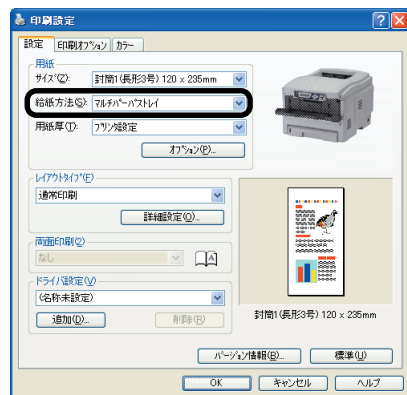 印刷設定
設定 印刷オプション カラー
用紙
サイズ(Z): 封筒1(長形3号) 120 x 235mm
給紙方法(S): マルチパーパストレイ
用紙厚(T): プリンタ設定
オプション(P)...
レイアウトタイプ(F)
通常印刷
詳細設定(O)...
両面印刷(2)
なし
ドライバ設定(V)
(名称未設定)
追加(D)... 削除(R)
封筒1(長形3号) 120 x 235mm
バージョン情報(B)... 標準(U)
OK キャンセル ヘルプ